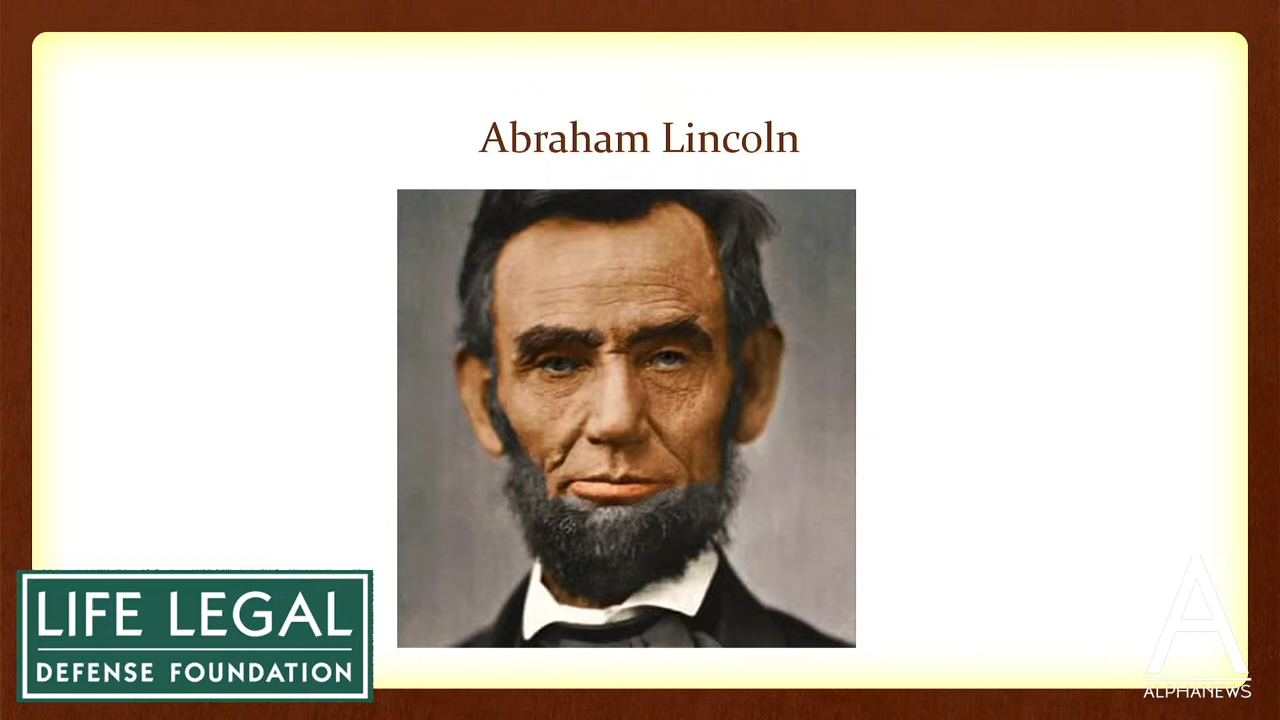 Abraham Lincoln
LIFE LEGAL
DEFENSE FOUNDATION
A
ALPHANEWS